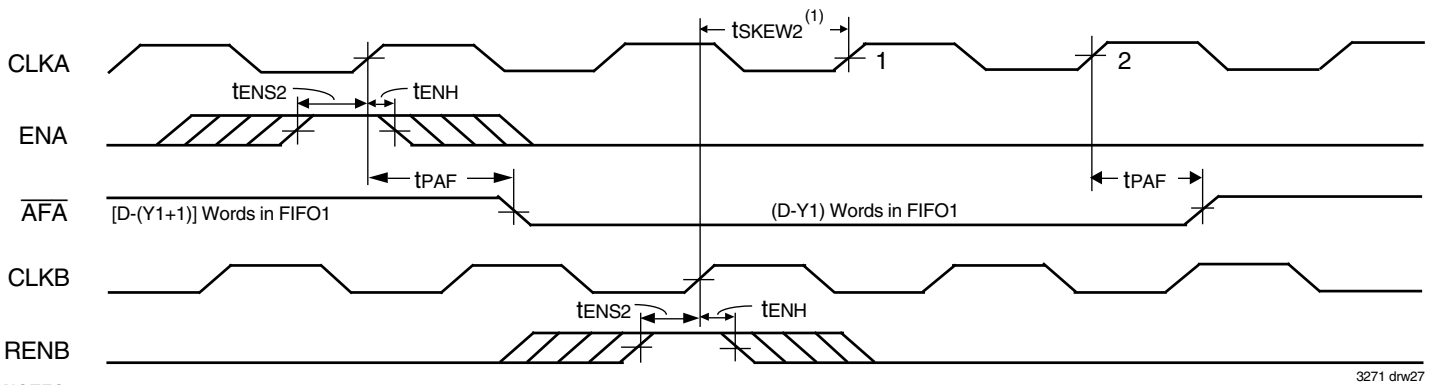 tSKEW2(1)
CLKA
1
2
tENS2
tENH
ENA
tPAF
tPAF
AFA
[D-(Y1+1)] Words in FIFO1
(D-Y1) Words in FIFO1
CLKB
tENS2
tENH
RENB
3271 drw27